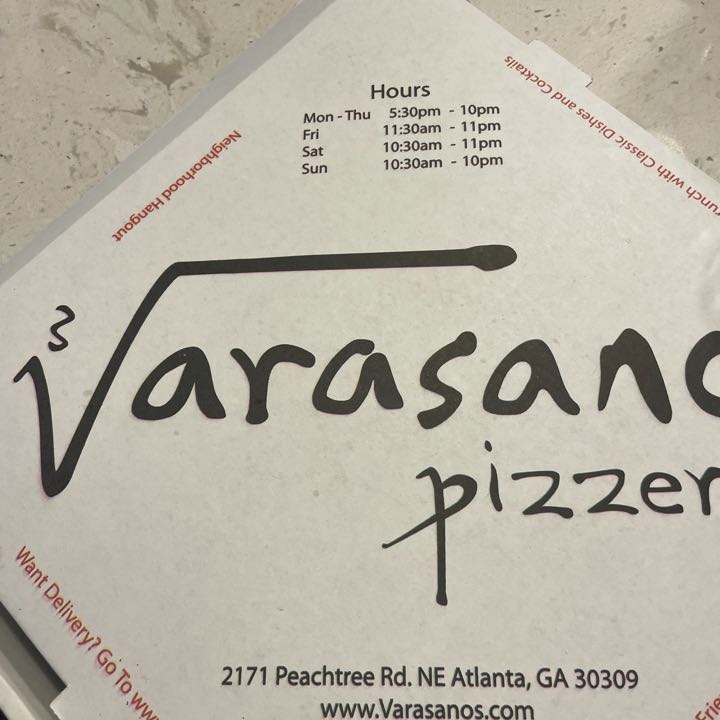 Hours
Mon - Thu 5:30pm - 10pm
Fri 11:30am - 11pm
Sat 10:30am - 11pm
Sun 10:30am - 10pm
Neighborhood Hangout
with Classic Dishes and Cocktails
3
Varasano
pizzer
Want Delivery? Go To www
2171 Peachtree Rd. NE Atlanta, GA 30309
www.Varasanos.com